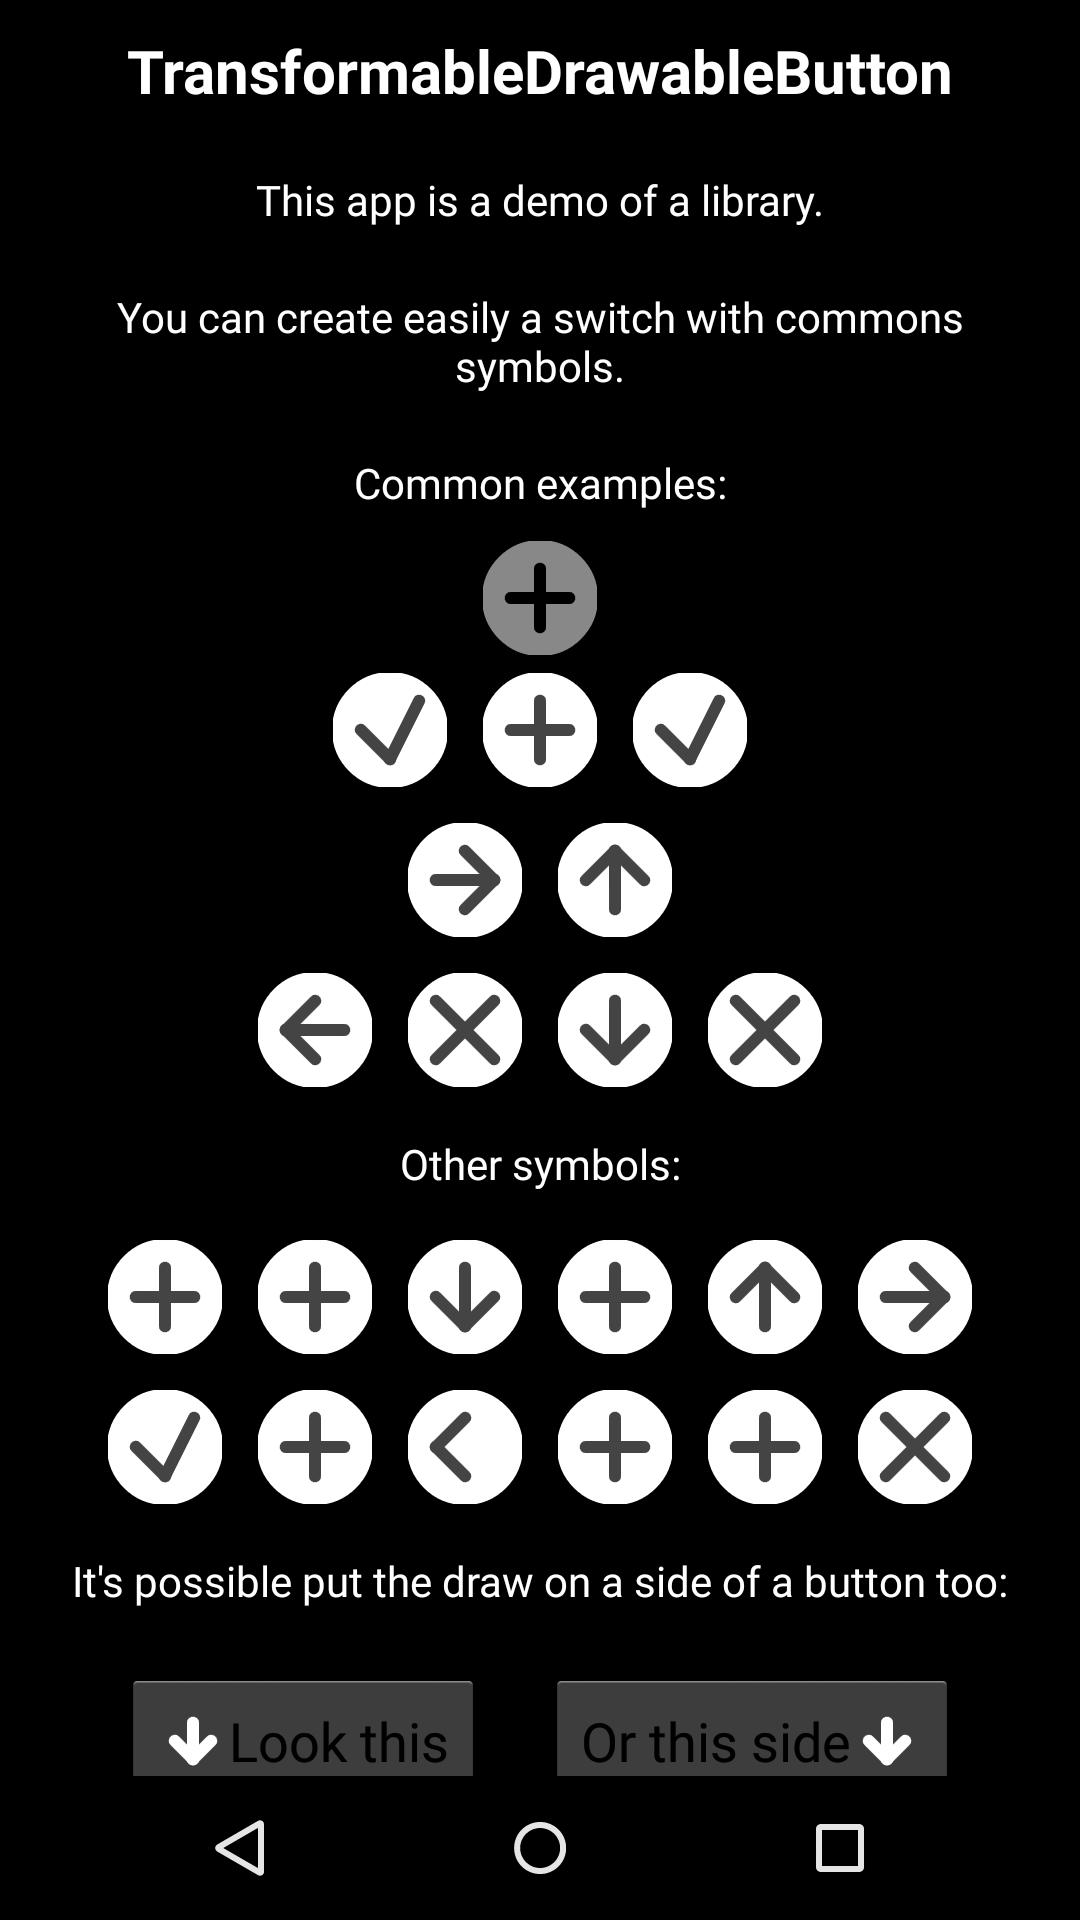 TransformableDrawableButton
This app is a demo of a library.
You can create easily a switch with commons
symbols.
Common examples:
Other symbols:
It's possible put the draw on a side of a button too:
Look this
Or this side